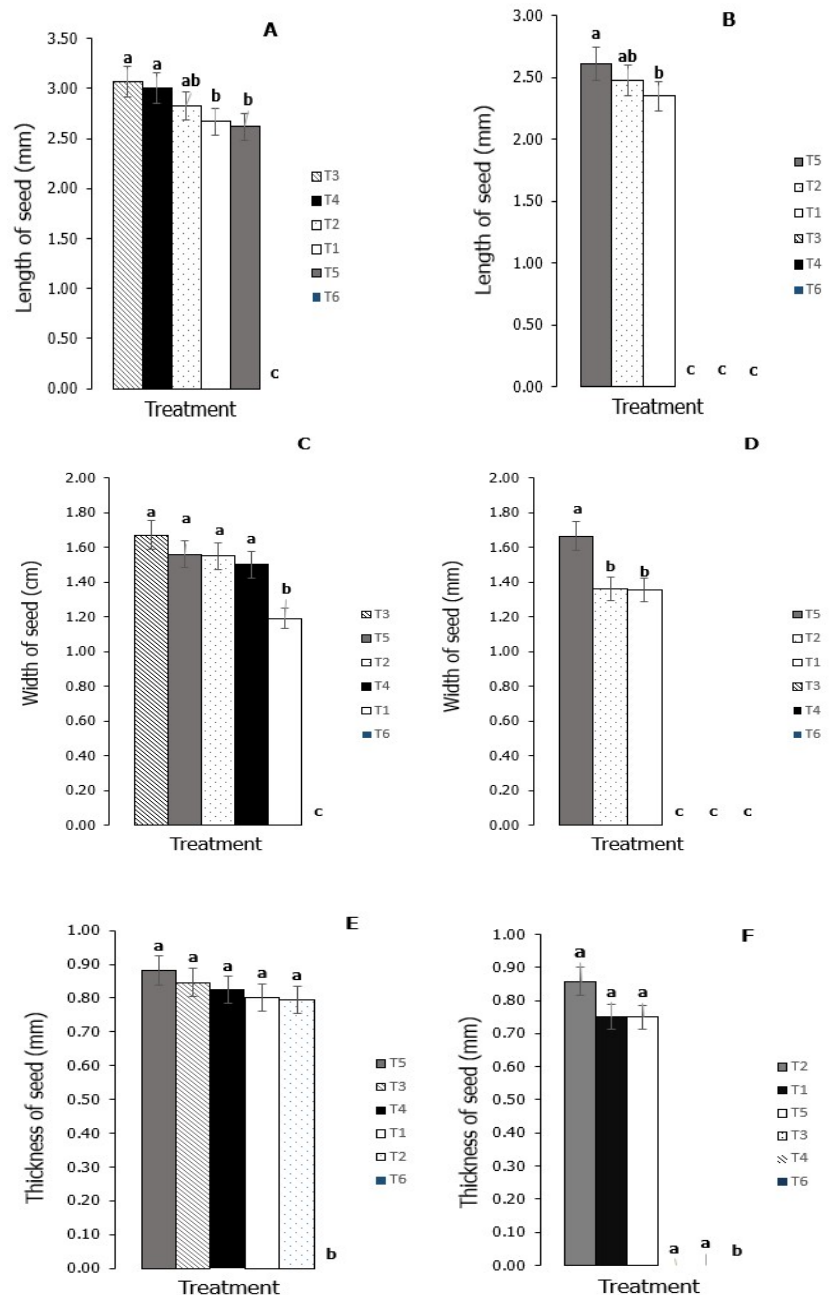 A
3.50
3.00
2.50
2.00
1.50
1.00
0.50
0.00
Length of seed (mm)
a a ab b b c
Treatment
T3
T4
T2
T1
T5
T6
B
3.00
2.50
2.00
1.50
1.00
0.50
0.00
Length of seed (mm)
a ab b c c c
Treatment
T5
T2
T1
T3
T4
T6
C
2.00
1.80
1.60
1.40
1.20
1.00
0.80
0.60
0.40
0.20
0.00
Width of seed (cm)
a a a a b c
Treatment
T3
T5
T2
T4
T1
T6
D
2.00
1.80
1.60
1.40
1.20
1.00
0.80
0.60
0.40
0.20
0.00
Width of seed (mm)
a b b c c c
Treatment
T5
T2
T1
T3
T4
T6
E
1.00
0.90
0.80
0.70
0.60
0.50
0.40
0.30
0.20
0.10
0.00
Thickness of seed (mm)
a a a a a b
Treatment
T5
T3
T4
T1
T2
T6
F
1.00
0.90
0.80
0.70
0.60
0.50
0.40
0.30
0.20
0.10
0.00
Thickness of seed (mm)
a a a a a b
Treatment
T2
T1
T5
T3
T4
T6